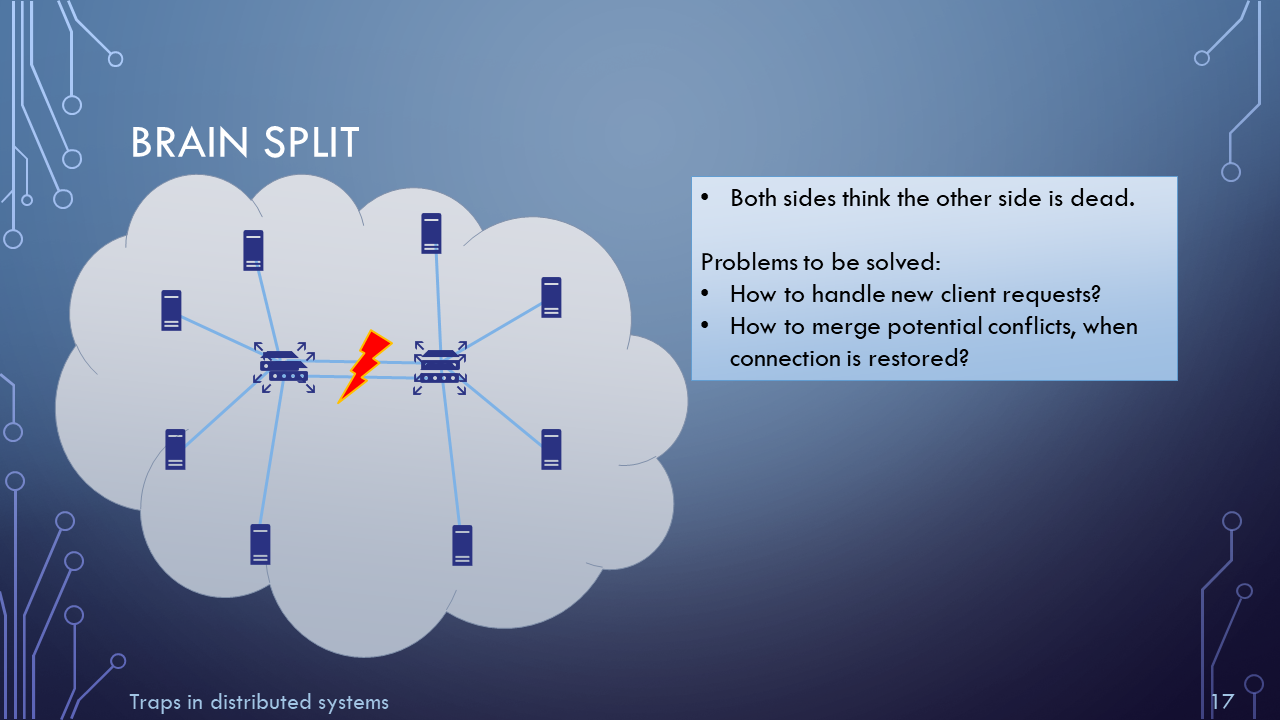 BRAIN SPLIT
• Both sides think the other side is dead.
Problems to be solved:
• How to handle new client requests?
• How to merge potential conflicts, when
connection is restored?
Traps in distributed systems
17